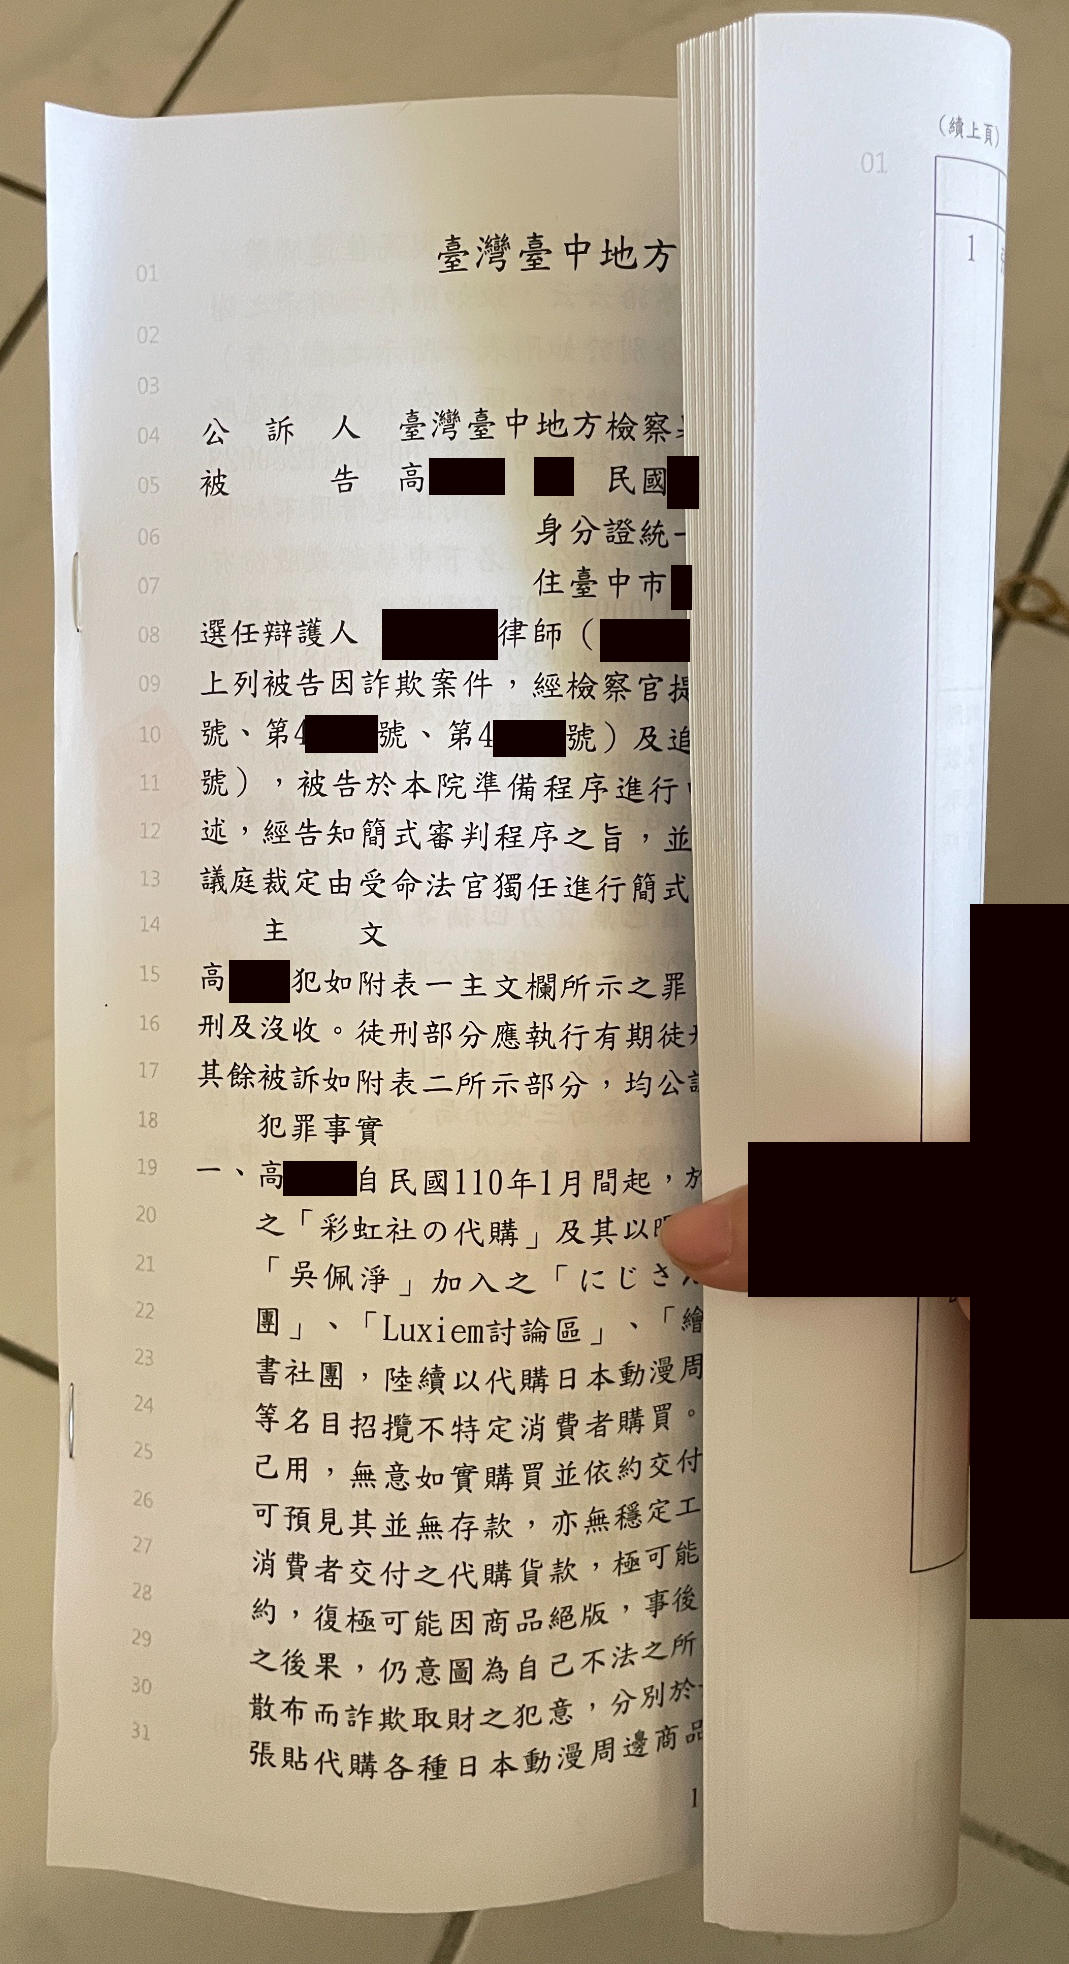 臺灣臺中地方
01
02
03
04 公訴人 臺灣臺中地方檢察
05 被告 高 民國
06 身分證統一
07 住臺中市
08 選任辯護人 律師（
09 上列被告因詐欺案件，經檢察官提
10 號、第4 號、第4 號）及追
11 號），被告於本院準備程序進行
12 述，經告知簡式審判程序之旨，並
13 議庭裁定由受命法官獨任進行簡式
14 主文
15 高 犯如附表一主文欄所示之罪
16 刑及沒收。徒刑部分應執行有期徒
17 其餘被訴如附表二所示部分，均公
18 犯罪事實
19 一、高 自民國110年1月間起，於
20 之「彩虹社の代購」及其以
21 「吳佩淨」加入之「にじさん
22 團」、「Luxiem討論區」、「繪
23 書社團，陸續以代購日本動漫周
24 等名目招攬不特定消費者購買。
25 己用，無意如實購買並依約交付
26 可預見其並無存款，亦無穩定工
27 消費者交付之代購貨款，極可能
28 約，復極可能因商品絕版，事後
29 之後果，仍意圖為自己不法之所
30 散布而詐欺取財之犯意，分別於
31 張貼代購各種日本動漫周邊商品
1
（續上頁）
01
1